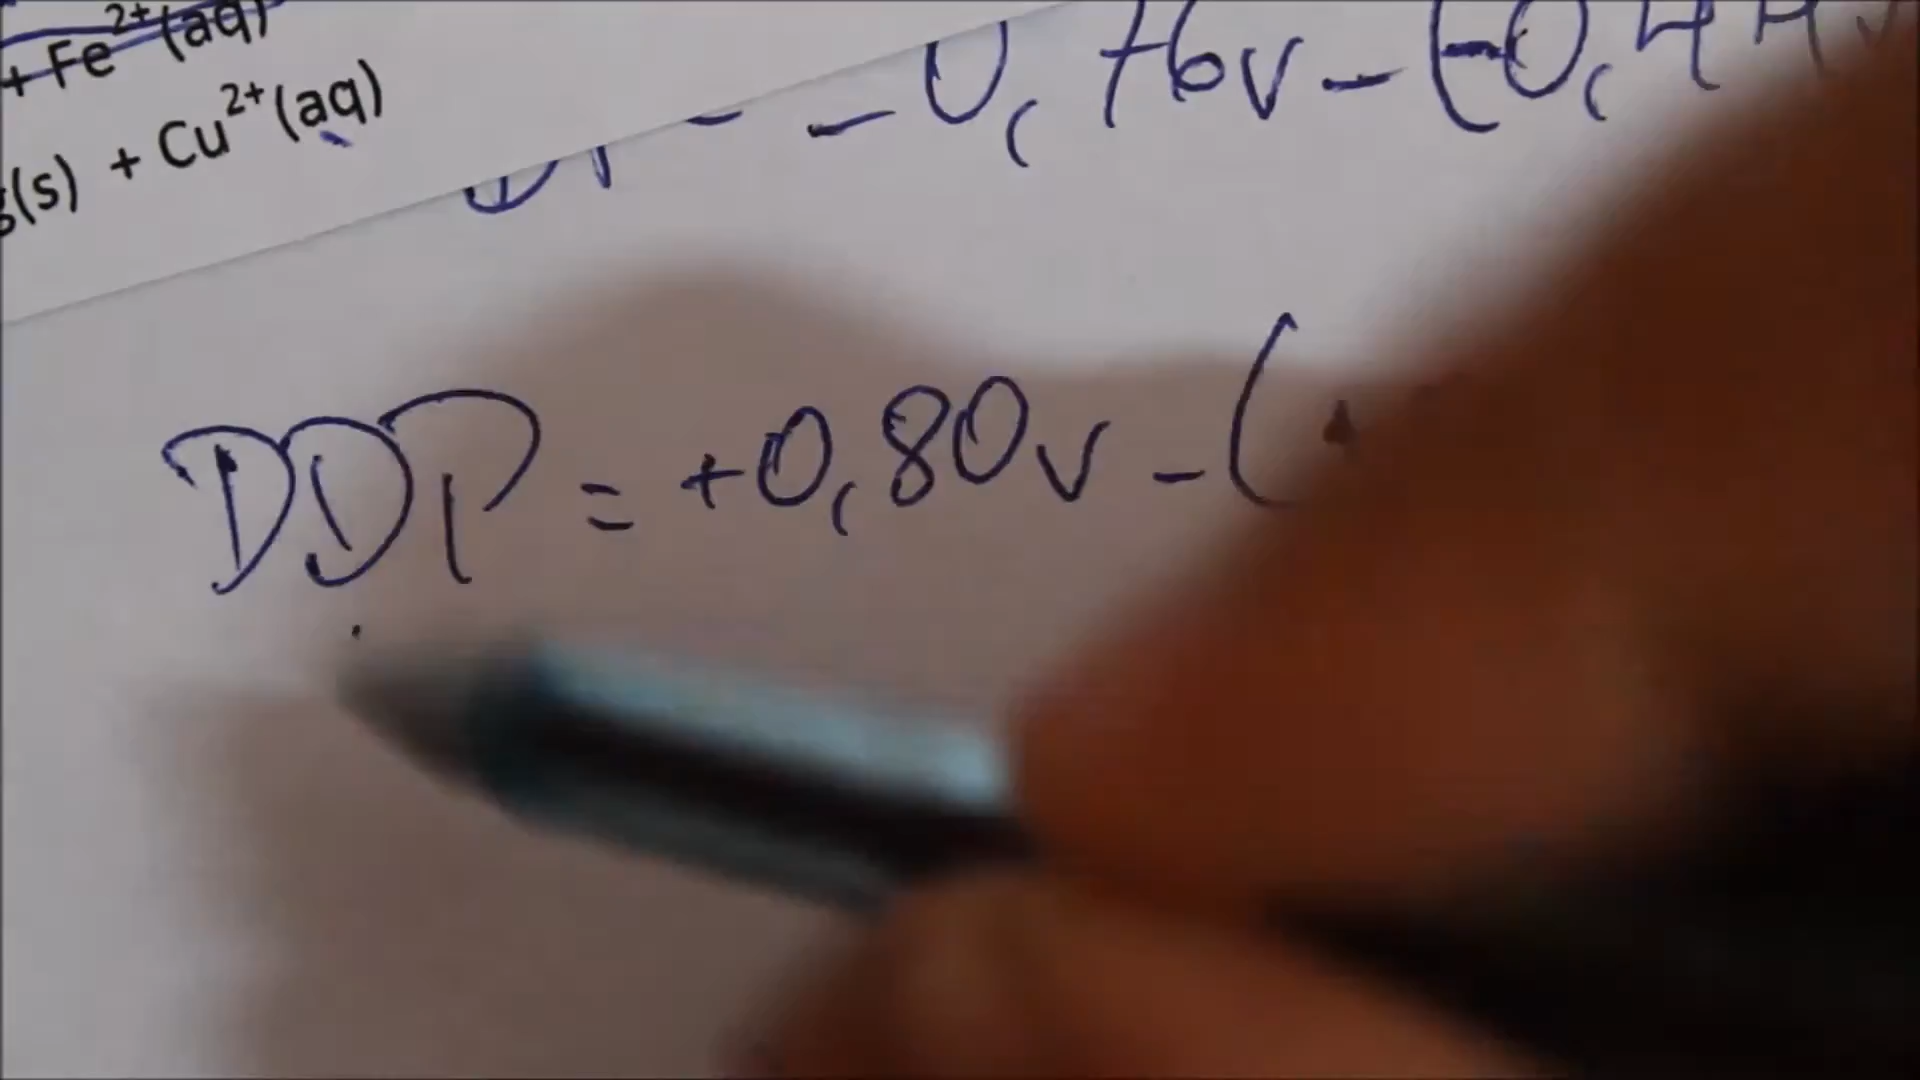 + Fe²⁺(aq)
(s) + Cu²⁺(aq)
- 0,76v - (-0,44
DDP = +0,80v - (